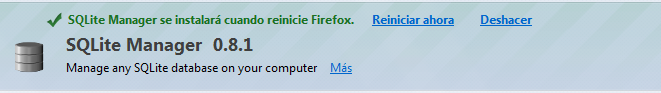 SQLite Manager se instalará cuando reinicie Firefox. Reiniciar ahora Deshacer
SQLite Manager 0.8.1
Manage any SQLite database on your computer Más